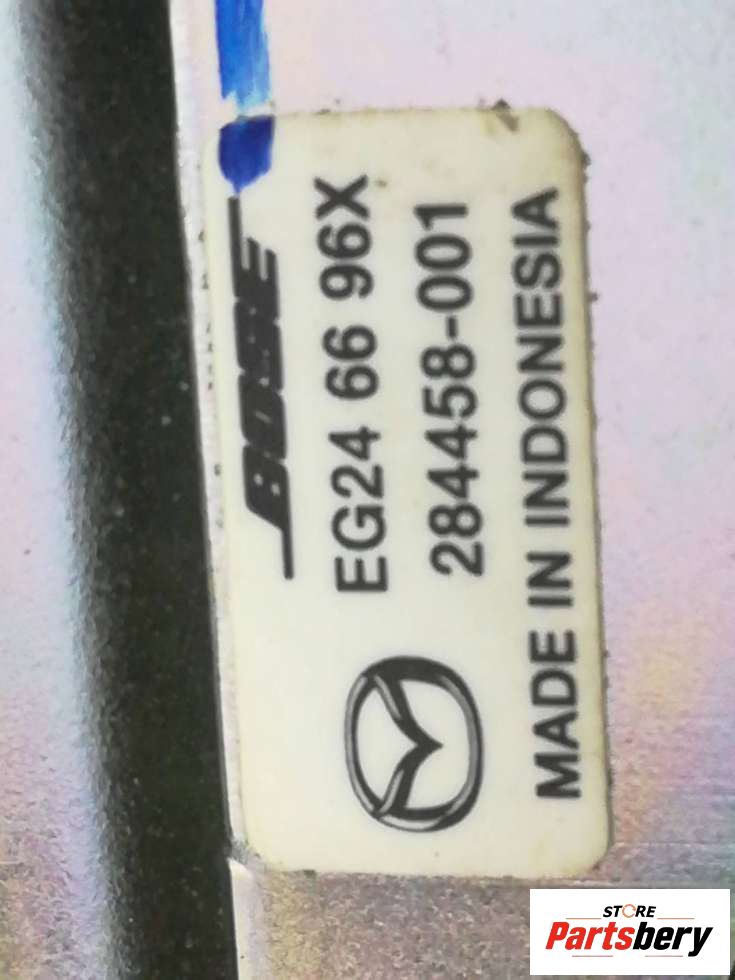 BOSE
EG24 66 96X
284458-001
MADE IN INDONESIA
STORE
Partsbery